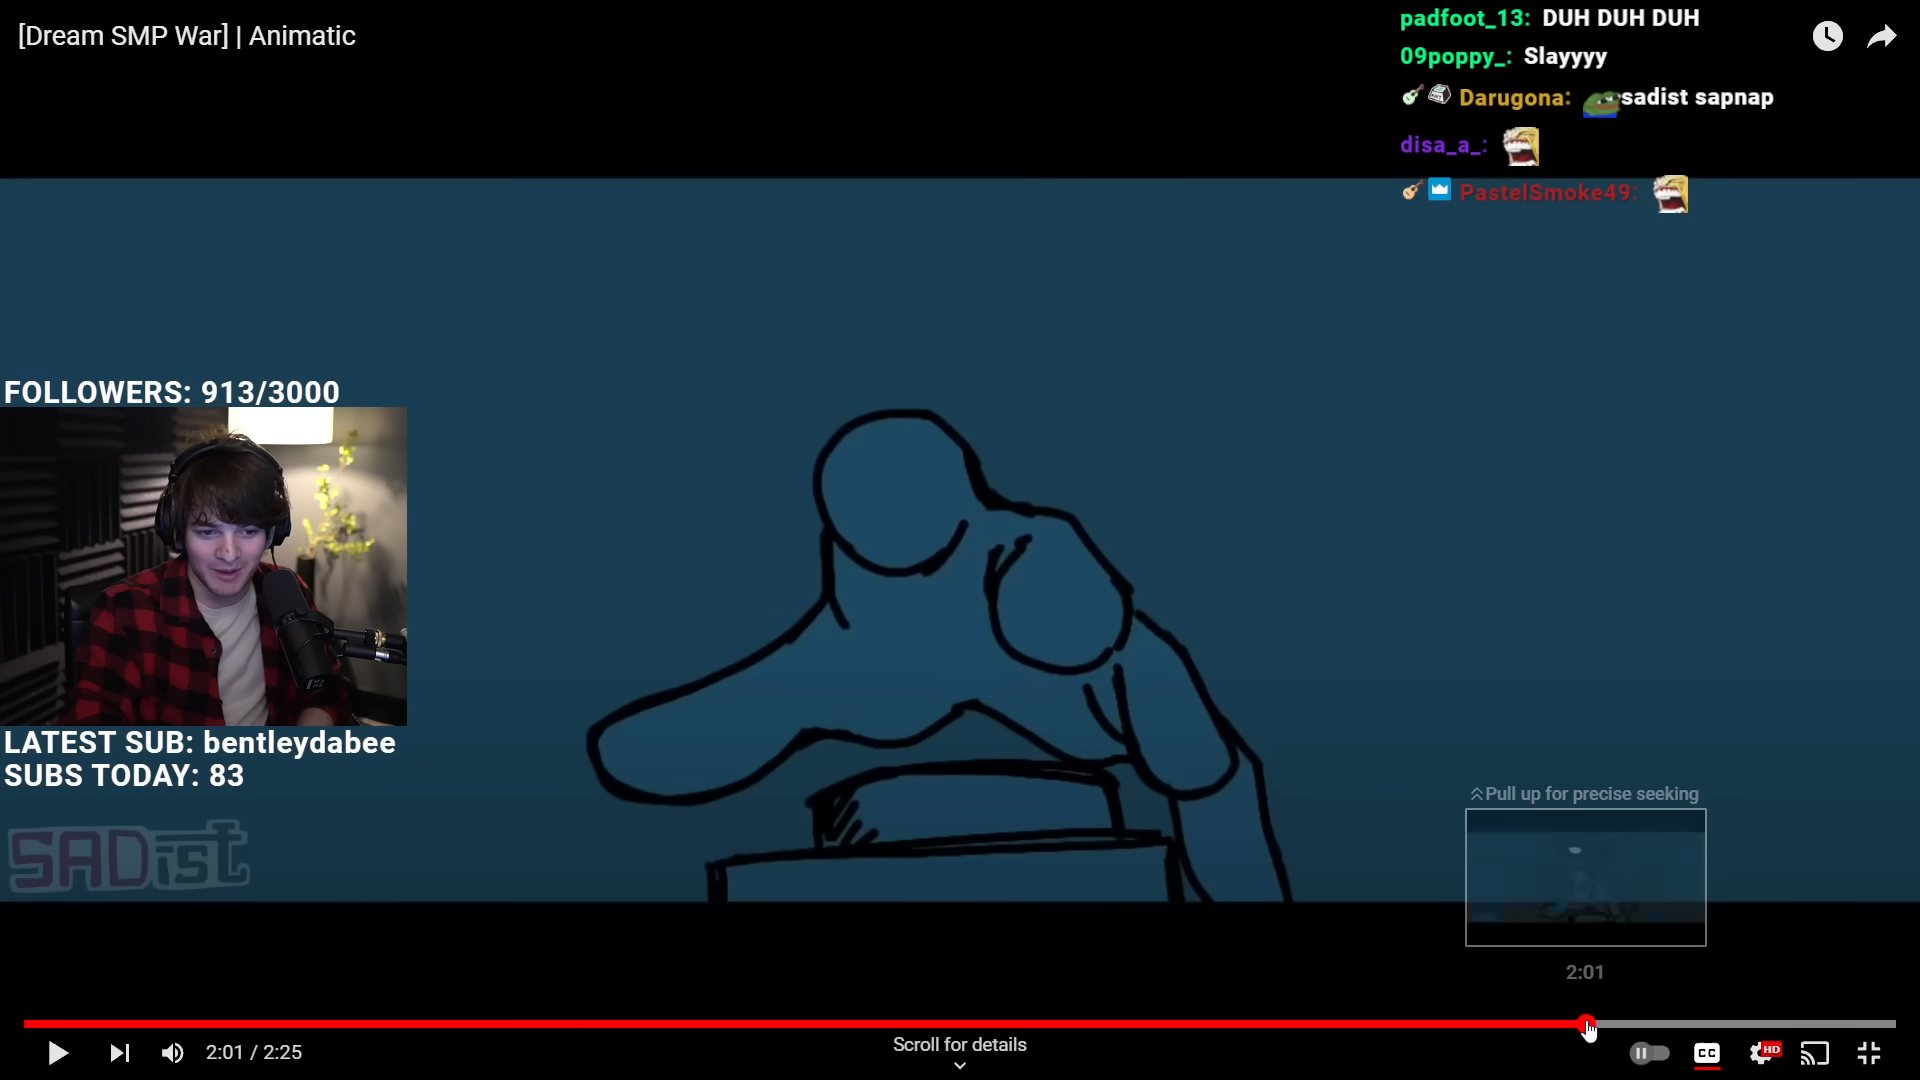 [Dream SMP War] | Animatic
padfoot_13: DUH DUH DUH
09poppy_: Slayyyy
Darugona: sadist sapnap
disa_a_:
PastelSmoke49:
FOLLOWERS: 913/3000
LATEST SUB: bentleydabee
SUBS TODAY: 83
SADist
Pull up for precise seeking
2:01
2:01 / 2:25
Scroll for details
CC
HD